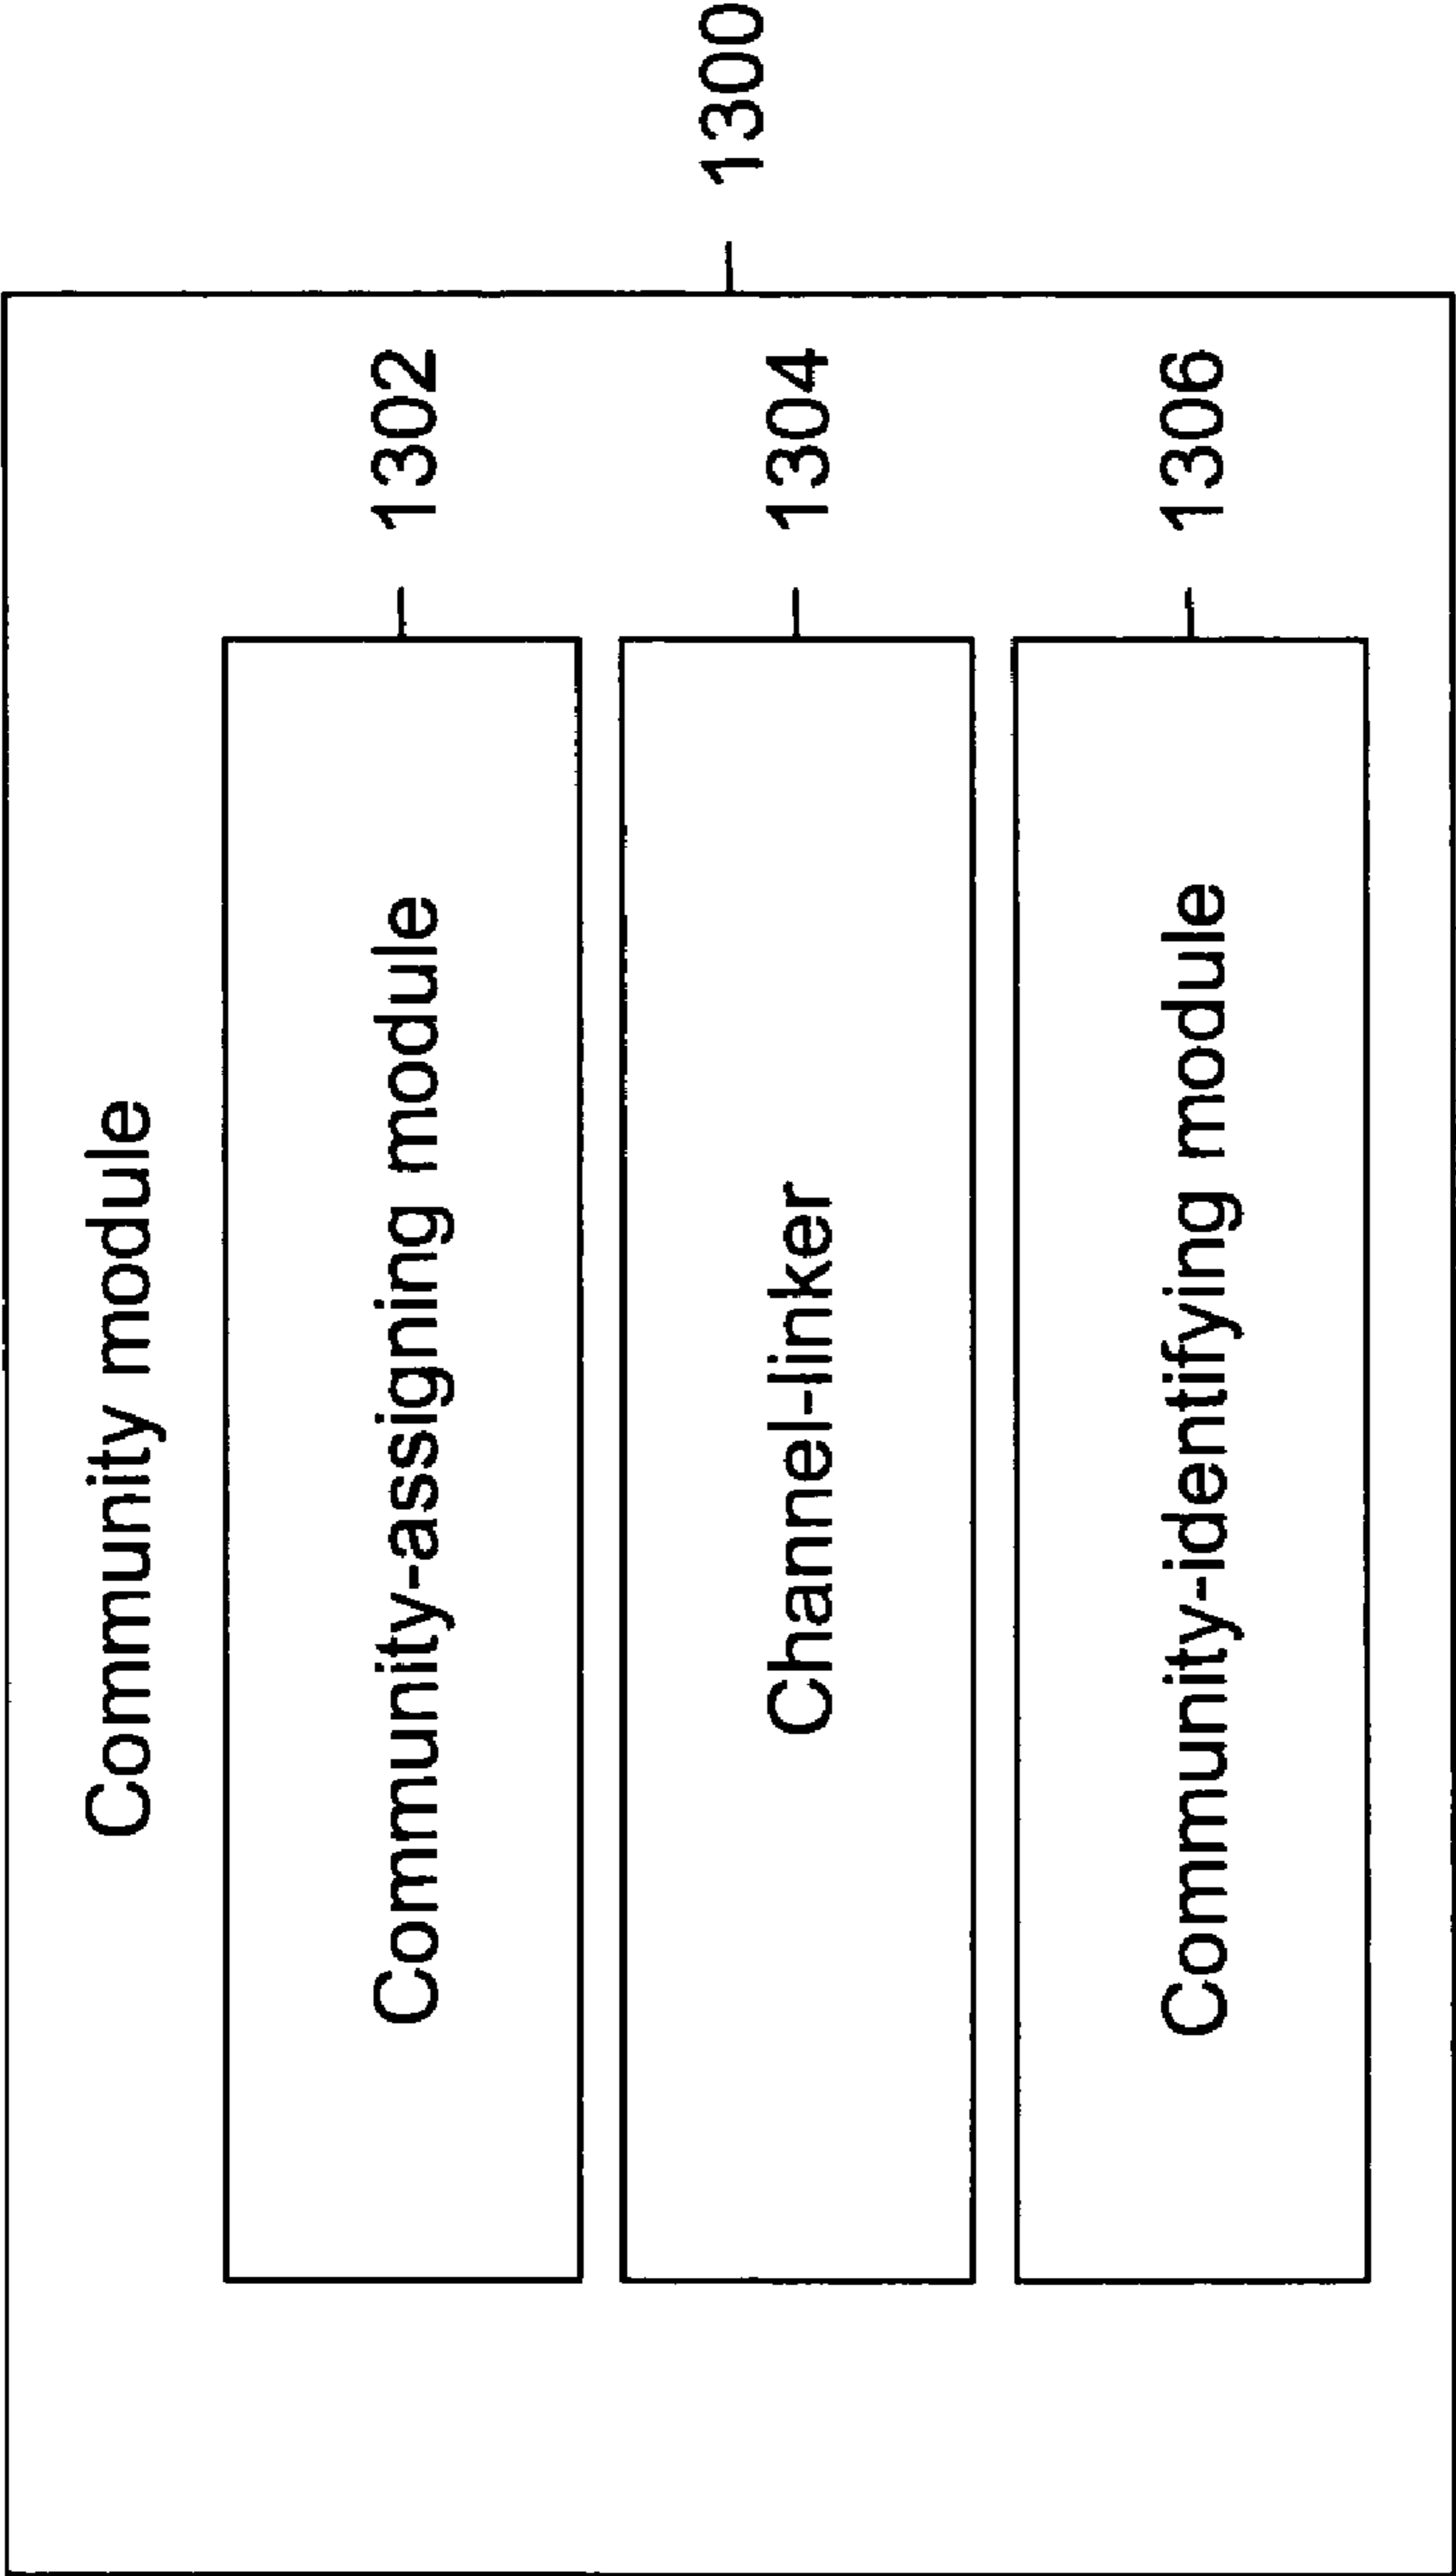 Community module
Community-assigning module
1302
Channel-linker
1304
1300
Community-identifying module
1306